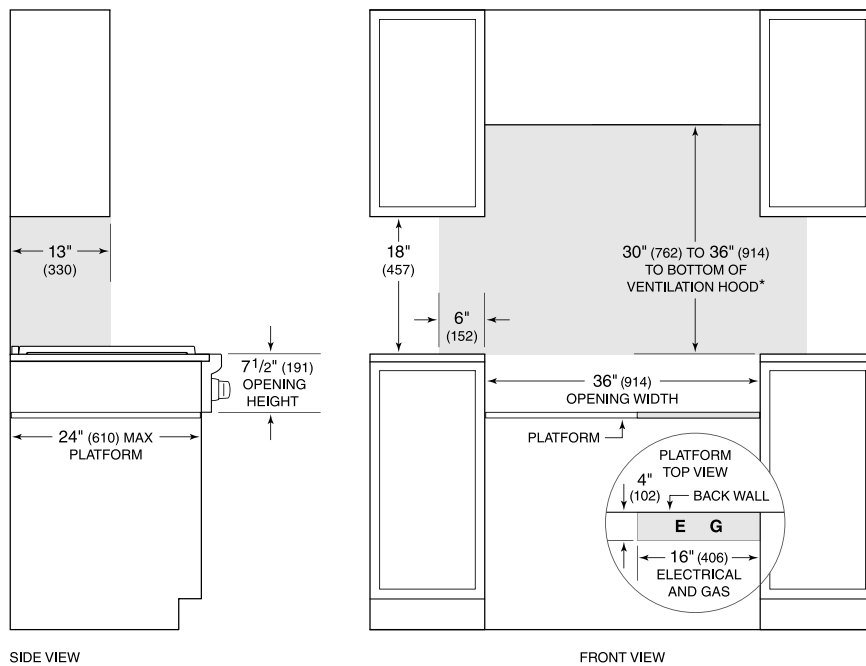 13"
(330)
7 1/2" (191)
OPENING
HEIGHT
24" (610) MAX
PLATFORM
SIDE VIEW
18"
(457)
30" (762) TO 36" (914)
TO BOTTOM OF
VENTILATION HOOD*
6"
(152)
36" (914)
OPENING WIDTH
PLATFORM
PLATFORM
TOP VIEW
4"
(102)
BACK WALL
E G
16" (406)
ELECTRICAL
AND GAS
FRONT VIEW